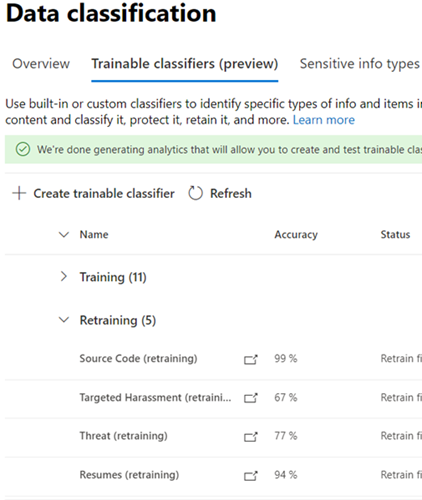 Data classification
Overview Trainable classifiers (preview) Sensitive info types
Use built-in or custom classifiers to identify specific types of info and items i
content and classify it, protect it, retain it, and more. Learn more
We're done generating analytics that will allow you to create and test trainable clas
Create trainable classifier Refresh
Name Accuracy Status
Training (11)
Retraining (5)
Source Code (retraining) 99 % Retrain fi
Targeted Harassment (retraini... 67 % Retrain fi
Threat (retraining) 77 % Retrain fi
Resumes (retraining) 94 % Retrain fi